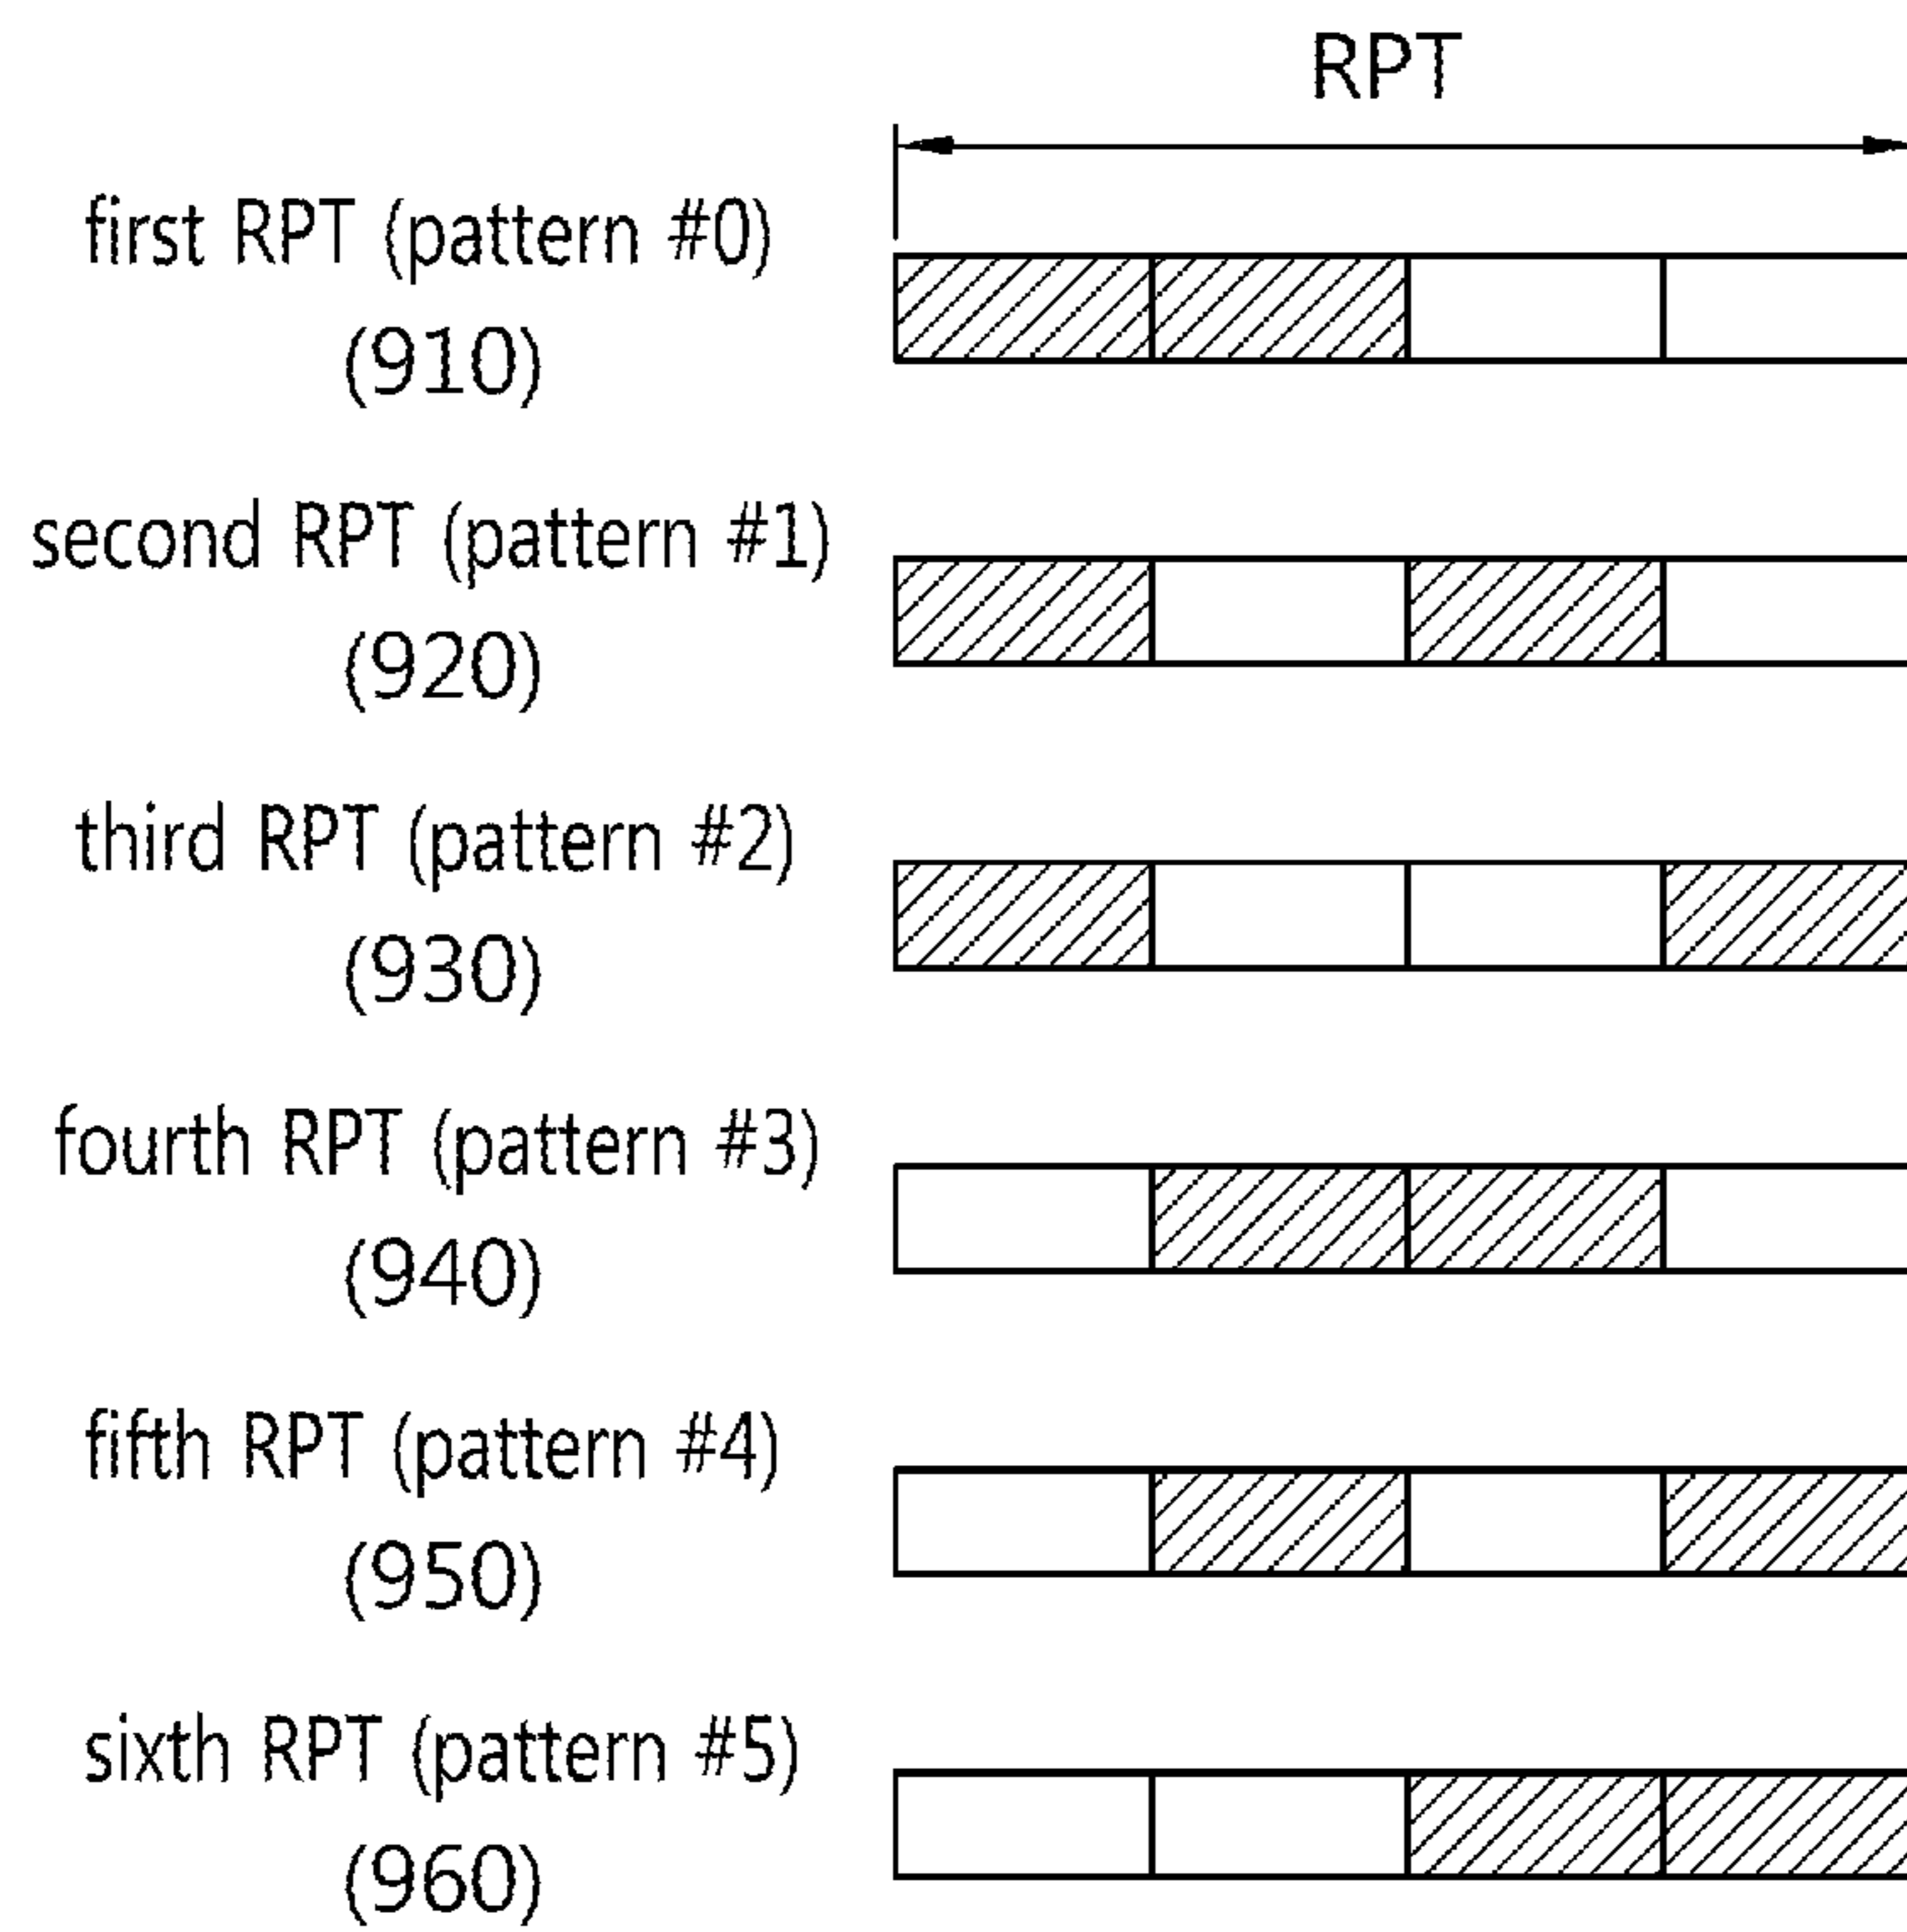 RPT
first RPT (pattern #0)
(910)
second RPT (pattern #1)
(920)
third RPT (pattern #2)
(930)
fourth RPT (pattern #3)
(940)
fifth RPT (pattern #4)
(950)
sixth RPT (pattern #5)
(960)